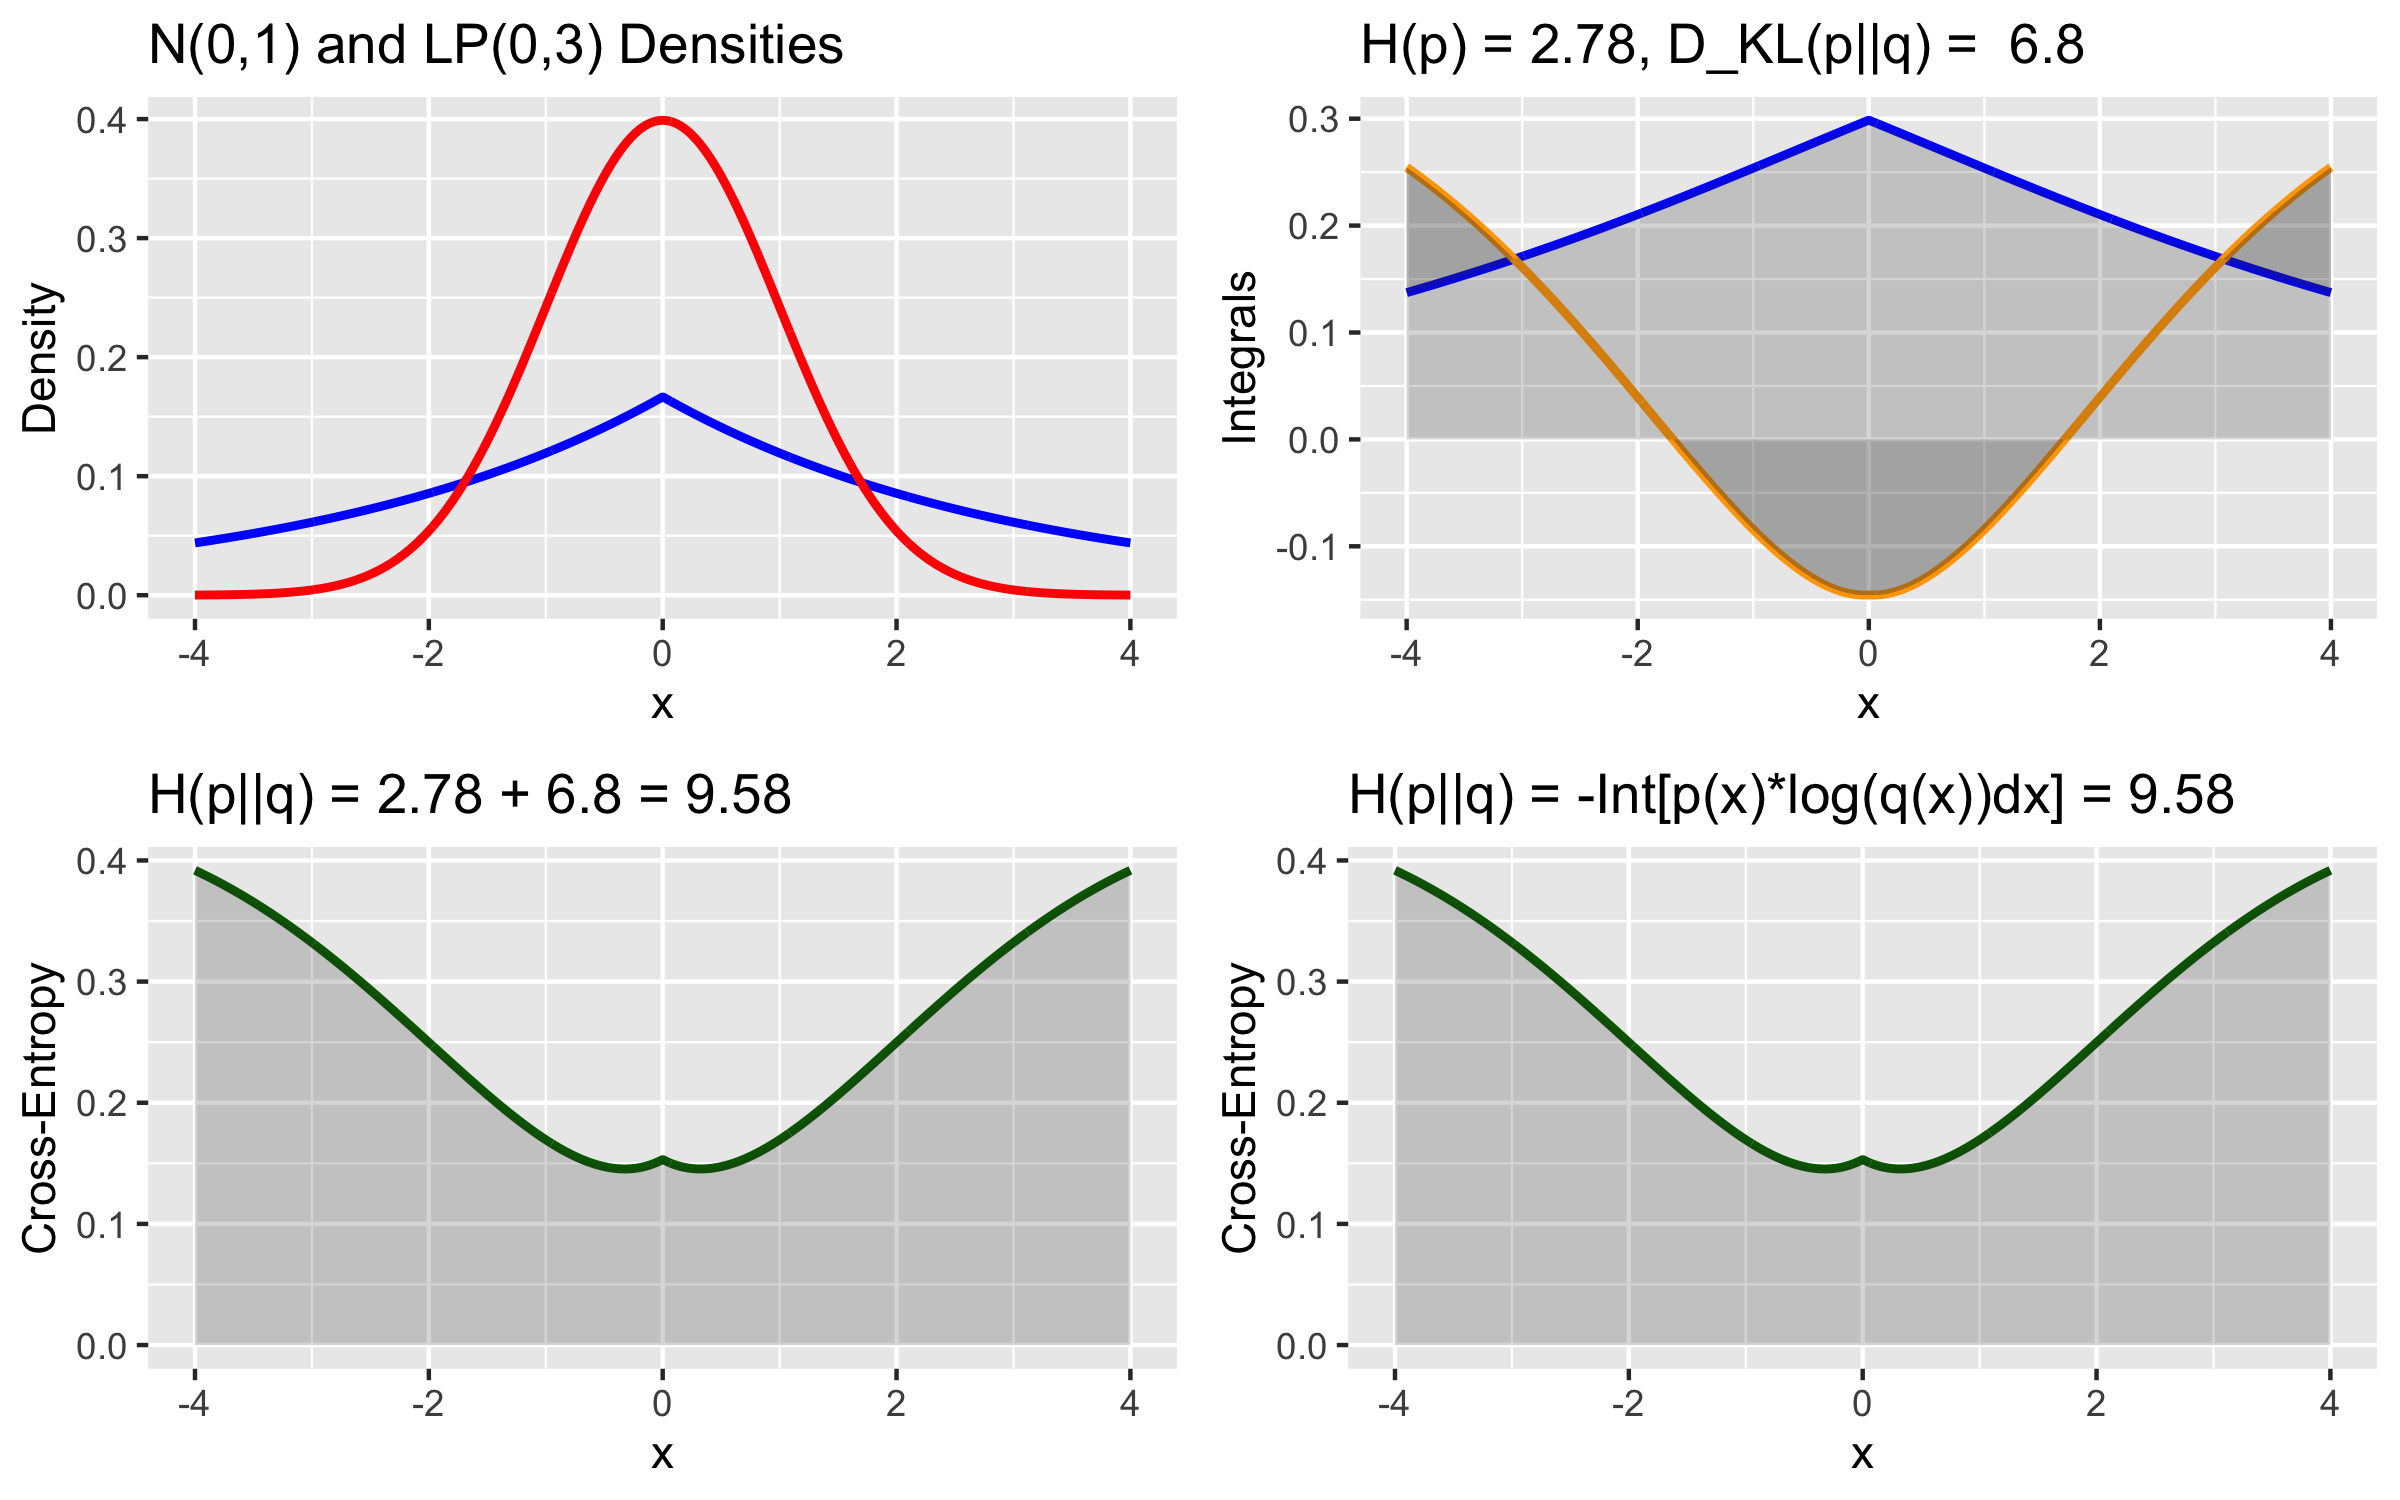 N(0,1) and LP(0,3) Densities
0.4
0.3
0.2
0.1
0.0
Density
-4 -2 0 2 4
x
H(p) = 2.78, D_KL(p||q) =  6.8
0.3
0.2
0.1
0.0
-0.1
Integrals
-4 -2 0 2 4
x
H(p||q) = 2.78 + 6.8 = 9.58
0.4
0.3
0.2
0.1
0.0
Cross-Entropy
-4 -2 0 2 4
x
H(p||q) = -Int[p(x)*log(q(x))dx] = 9.58
0.4
0.3
0.2
0.1
0.0
Cross-Entropy
-4 -2 0 2 4
x